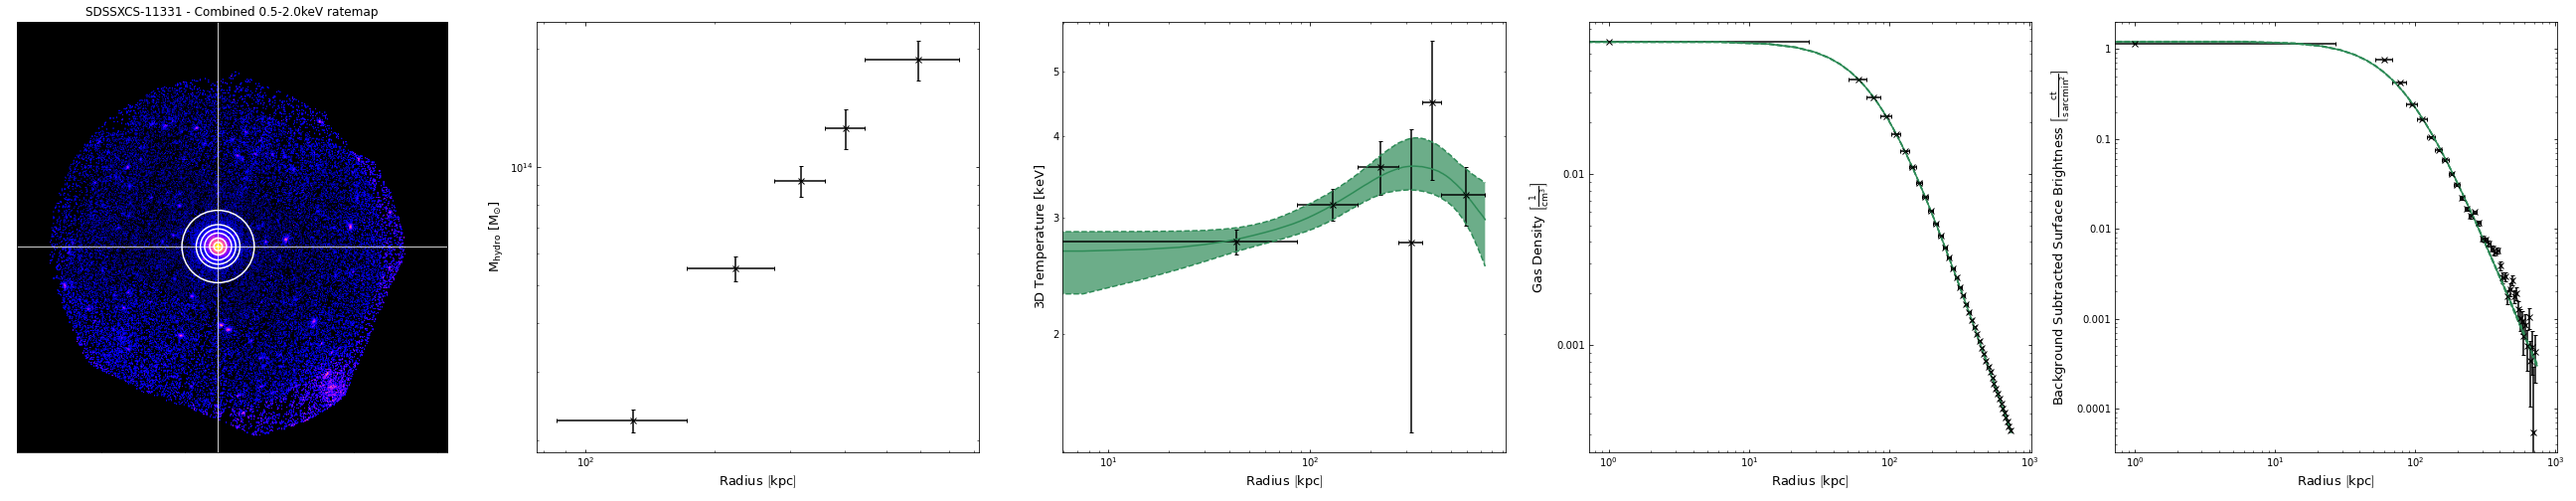 SDSSXCS-11331 - Combined 0.5-2.0keV ratemap
M_hydro [M_⊙]
10^14
10^2
Radius [kpc]
3D Temperature [keV]
5
4
3
2
10^1
10^2
Radius [kpc]
Gas Density [1/cm^3]
0.01
0.001
10^0
10^1
10^2
10^3
Radius [kpc]
Background Subtracted Surface Brightness [ct/s arcmin^2]
1
0.1
0.01
0.001
0.0001
10^0
10^1
10^2
10^3
Radius [kpc]